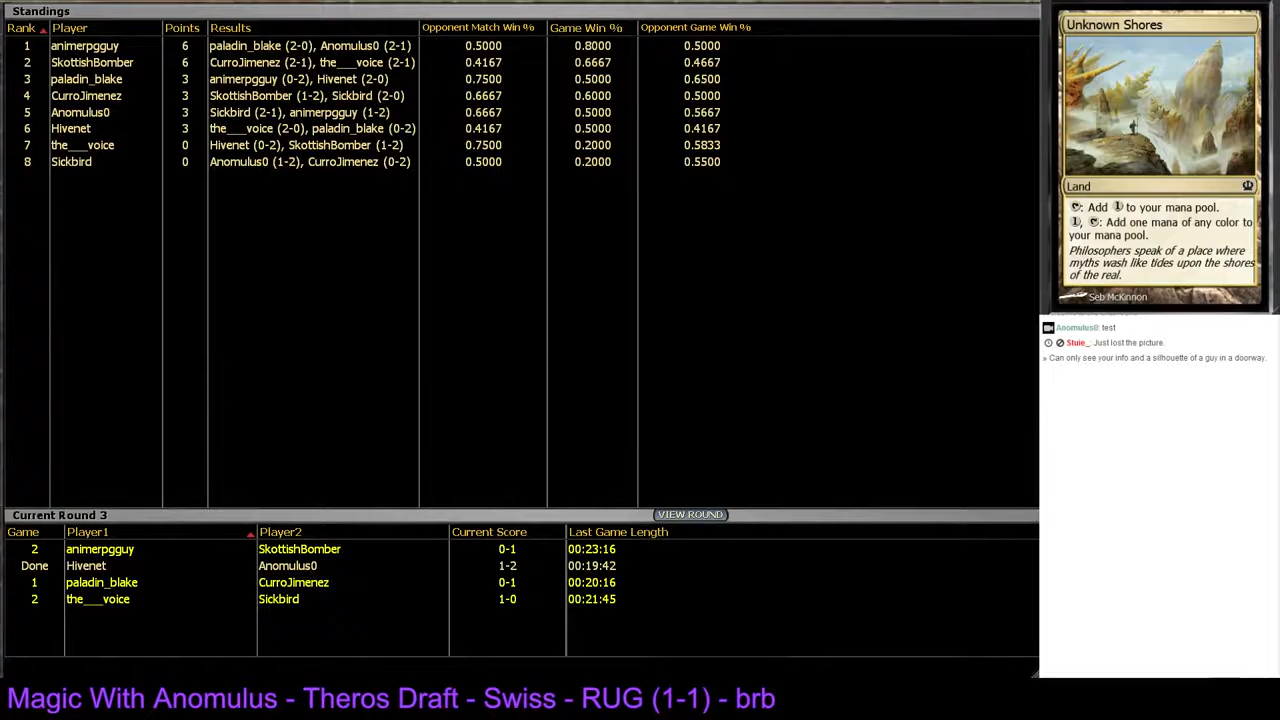 Standings
Rank Player Points Results Opponent Match Win % Game Win % Opponent Game Win %
1 animerpgguy 6 paladin_blake (2-0), Anomulus0 (2-1) 0.5000 0.8000 0.5000
2 SkottishBomber 6 CurroJimenez (2-1), the___voice (2-1) 0.4167 0.6667 0.4667
3 paladin_blake 3 animerpgguy (0-2), Hivenet (2-0) 0.7500 0.5000 0.6500
4 CurroJimenez 3 SkottishBomber (1-2), Sickbird (2-0) 0.6667 0.6000 0.5000
5 Anomulus0 3 Sickbird (2-1), animerpgguy (1-2) 0.6667 0.5000 0.5667
6 Hivenet 3 the___voice (2-0), paladin_blake (0-2) 0.4167 0.5000 0.4167
7 the___voice 0 Hivenet (0-2), SkottishBomber (1-2) 0.7500 0.2000 0.5833
8 Sickbird 0 Anomulus0 (1-2), CurroJimenez (0-2) 0.5000 0.2000 0.5500
Current Round 3 VIEW ROUND
Game Player1 Player2 Current Score Last Game Length
2 animerpgguy SkottishBomber 0-1 00:23:16
Done Hivenet Anomulus0 1-2 00:19:42
1 paladin_blake CurroJimenez 0-1 00:20:16
2 the___voice Sickbird 1-0 00:21:45
Unknown Shores
Land
: Add 1 to your mana pool.
1, : Add one mana of any color to
your mana pool.
Philosophers speak of a place where
myths wash like tides upon the shores
of the real.
Seb McKinnon
Anomulus0: test
Stuie_: Just lost the picture.
» Can only see your info and a silhouette of a guy in a doorway.
Magic With Anomulus - Theros Draft - Swiss - RUG (1-1) - brb